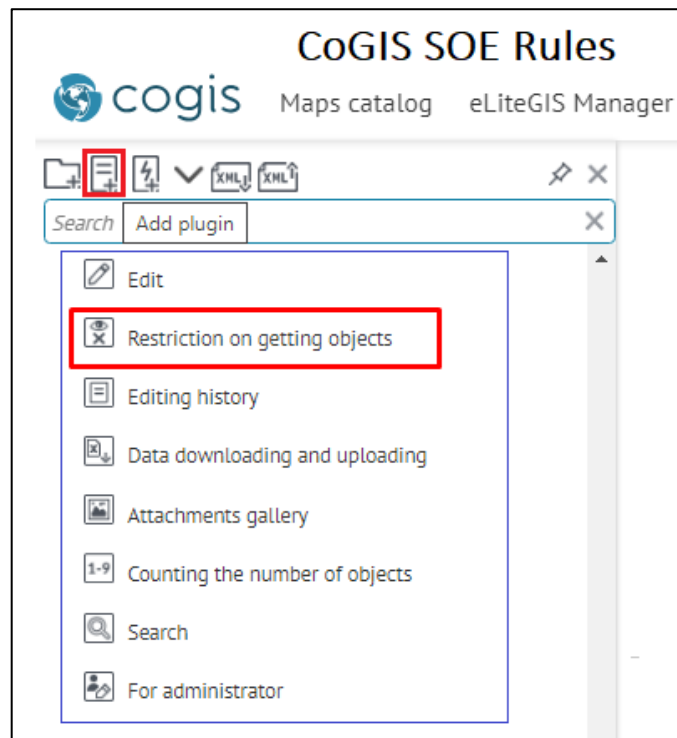 CoGIS SOE Rules
cogis Maps catalog eLiteGIS Manager
XML XML
Search Add plugin
Edit
Restriction on getting objects
Editing history
Data downloading and uploading
Attachments gallery
1-9 Counting the number of objects
Search
For administrator